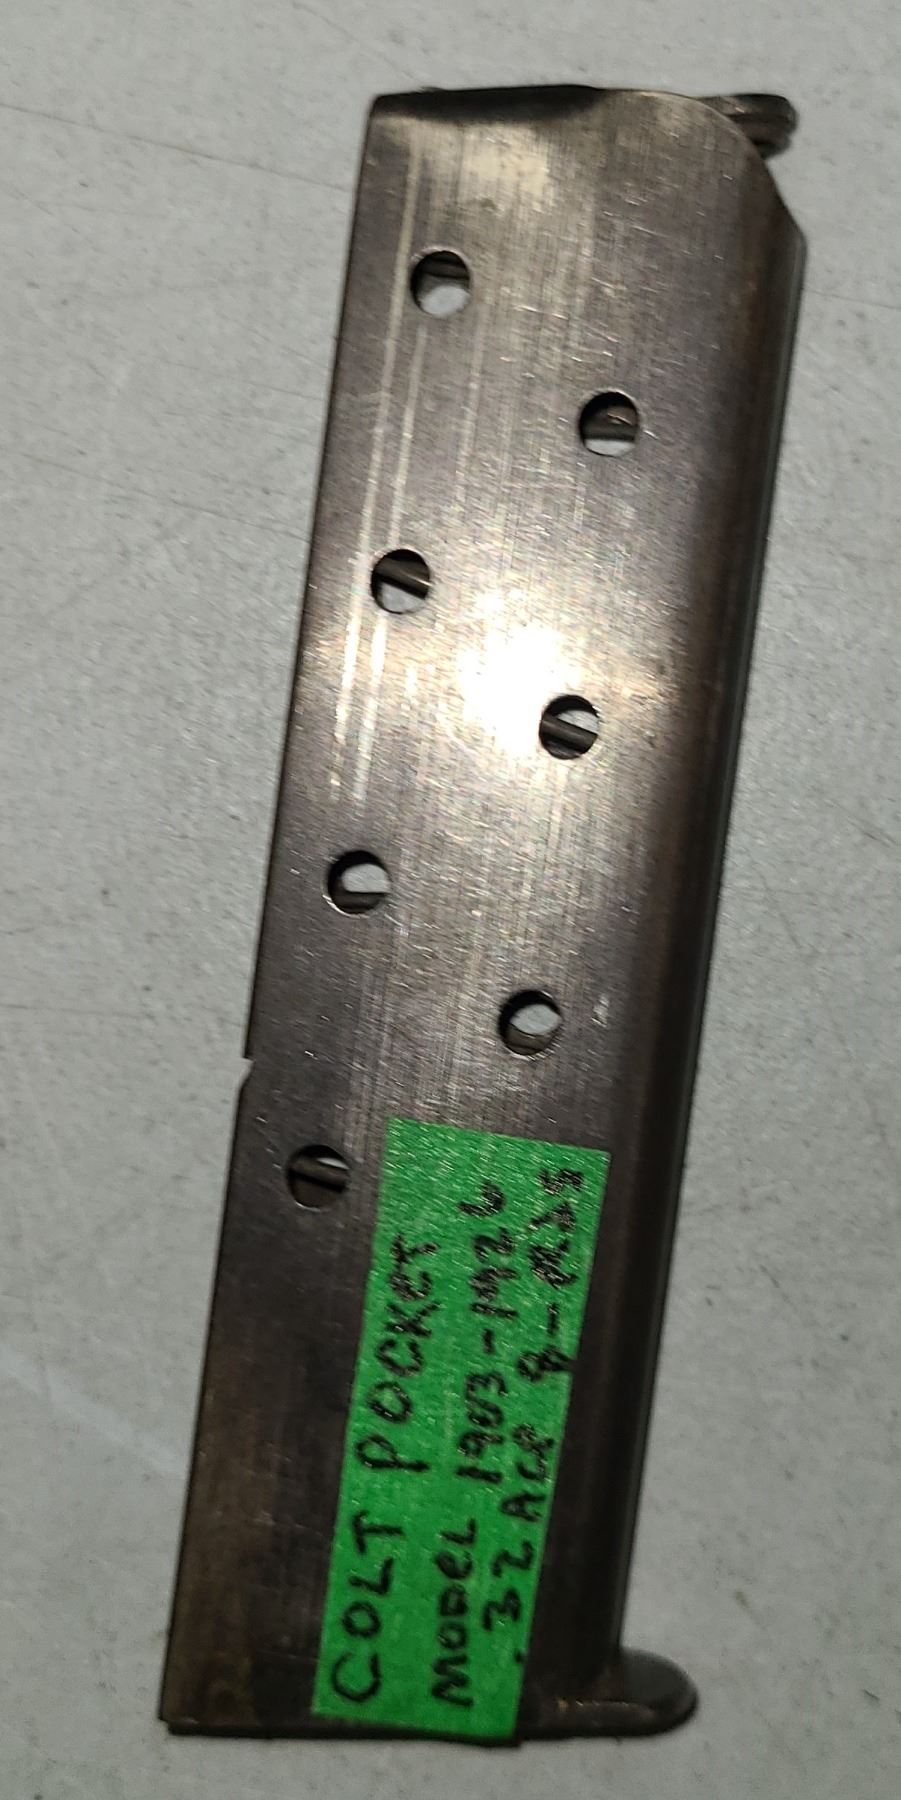 COLT POCKET
MODEL 1903-1926
.32 ACP 8-RDS